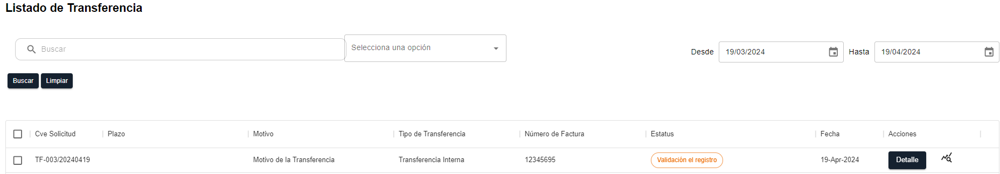 Listado de Transferencia
Buscar
Selecciona una opción
Desde 19/03/2024 Hasta 19/04/2024
Buscar Limpiar
Cve Solicitud Plazo Motivo Tipo de Transferencia Número de Factura Estatus Fecha Acciones
TF-003/20240419 Motivo de la Transferencia Transferencia Interna 12345695 Validación el registro 19-Apr-2024 Detalle